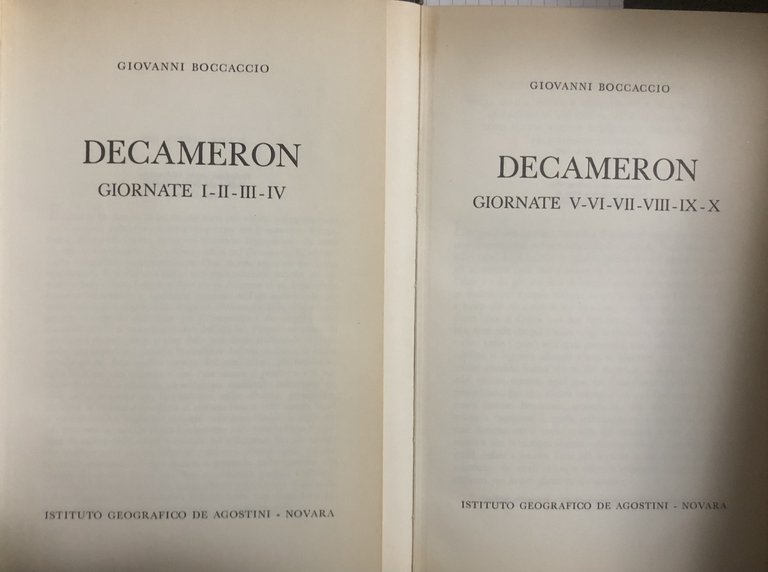 GIOVANNI BOCCACCIO
DECAMERON
GIORNATE I-II-III-IV
ISTITUTO GEOGRAFICO DE AGOSTINI - NOVARA
GIOVANNI BOCCACCIO
DECAMERON
GIORNATE V-VI-VII-VIII-IX-X
ISTITUTO GEOGRAFICO DE AGOSTINI - NOVARA